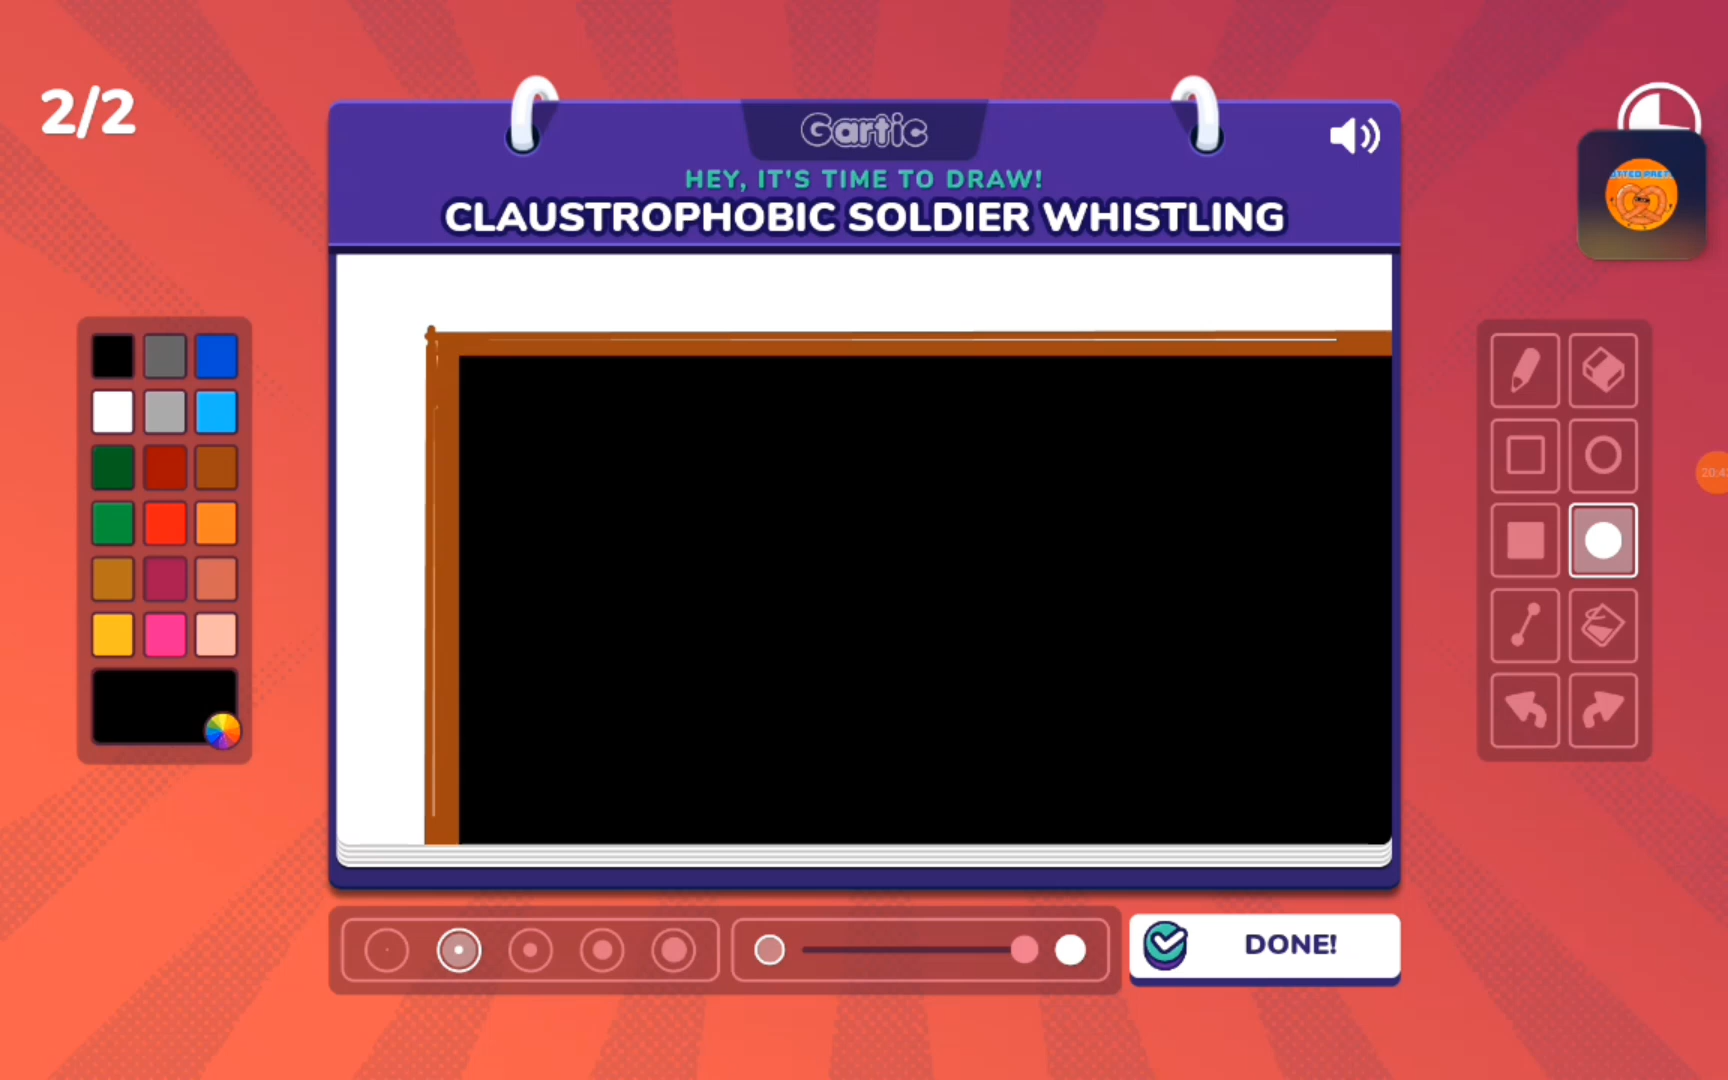 2/2
Gartic
HEY, IT'S TIME TO DRAW!
CLAUSTROPHOBIC SOLDIER WHISTLING
DONE!